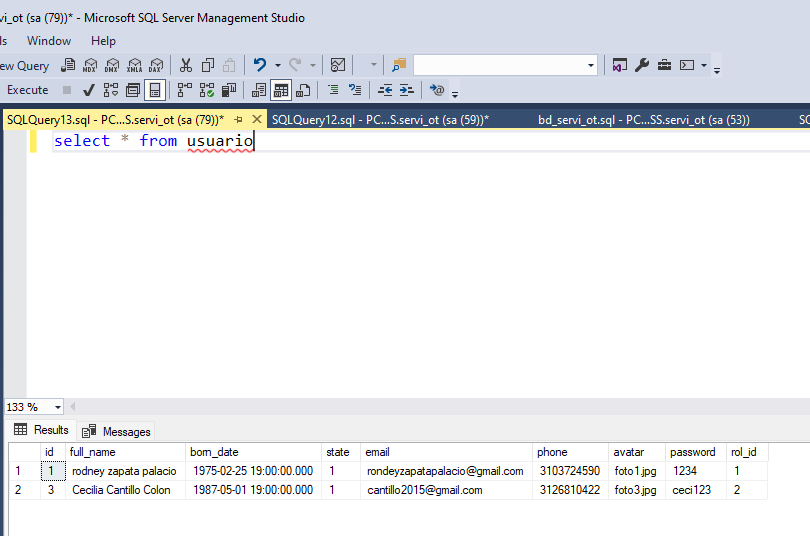 vi_ot (sa (79))* - Microsoft SQL Server Management Studio
ls Window Help
ew Query MDX DMX XMLA DAX
Execute
SQLQuery13.sql - PC...S.servi_ot (sa (79))* SQLQuery12.sql - PC...S.servi_ot (sa (59))* bd_servi_ot.sql - PC...SS.servi_ot (sa (53)) SQ
select * from usuario
133 %
Results Messages
id full_name born_date state email phone avatar password rol_id
1 1 rodney zapata palacio 1975-02-25 19:00:00.000 1 rondeyzapatapalacio@gmail.com 3103724590 foto1.jpg 1234 1
2 3 Cecilia Cantillo Colon 1987-05-01 19:00:00.000 1 cantillo2015@gmail.com 3126810422 foto3.jpg ceci123 2